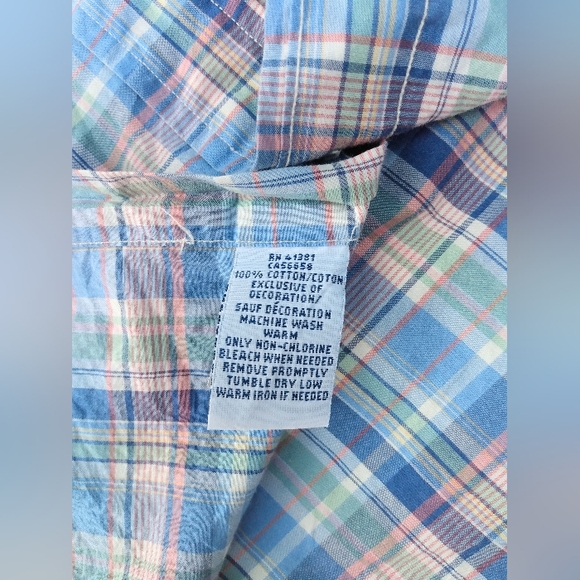 RN 41381
CA56658
100% COTTON/COTON
EXCLUSIVE OF
DECORATION/
SAUF DÉCORATION
MACHINE WASH
WARM
ONLY NON-CHLORINE
BLEACH WHEN NEEDED
REMOVE PROMPTLY
TUMBLE DRY LOW
WARM IRON IF NEEDED